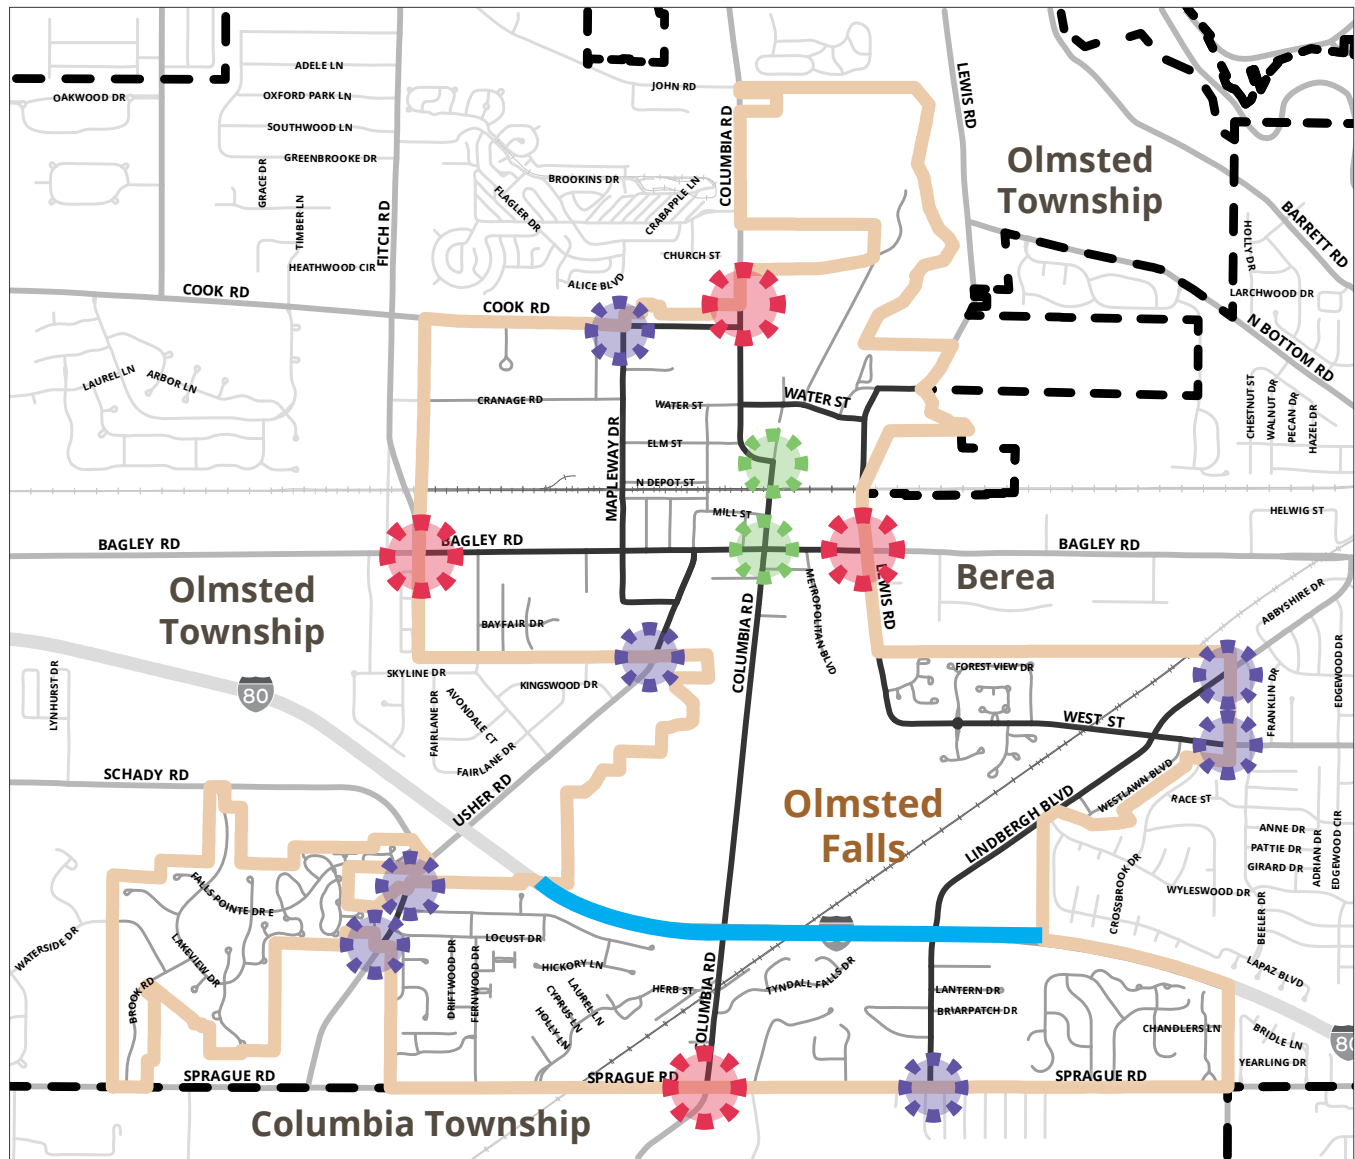 ADELE LN
OAKWOOD DR
OXFORD PARK LN
JOHN RD
LEWIS RD
SOUTHWOOD LN
COLUMBIA RD
GREENBROOKE DR
Olmsted
Township
GRACE DR
BROOKINS DR
FLAGLER DR
CRABAPPLE LN
TIMBER LN
FITCH RD
BARRETT RD
HOLLY DR
CHURCH ST
HEATHWOOD CIR
ALICE BLVD
COOK RD
COOK RD
LARCHWOOD DR
N BOTTOM RD
LAUREL LN
ARBOR LN
CRANAGE RD
WATER ST
WATER ST
CHESTNUT ST
WALNUT DR
PECAN DR
HAZEL DR
MAPLEWAY DR
ELM ST
N DEPOT ST
MILL ST
HELWIG ST
BAGLEY RD
BAGLEY RD
BAGLEY RD
Olmsted
Township
Berea
LEWIS RD
METROPOLITAN BLVD
COLUMBIA RD
ABBYSHIRE DR
BAYFAIR DR
EDGEWOOD DR
SKYLINE DR
KINGSWOOD DR
FOREST VIEW DR
LYNHURST DR
80
FAIRLANE DR
AVONDALE CT
FRANKLIN DR
WEST ST
FAIRLANE DR
SCHADY RD
USHER RD
WESTLAWN BLVD
RACE ST
Olmsted
Falls
LINDBERGH BLVD
ANNE DR
PATTIE DR
GIRARD DR
ADRIAN DR
EDGEWOOD CIR
FALLS POINTE DR E
CROSSBROOK DR
WYLESWOOD DR
BEELER DR
WATERSIDE DR
LAKEVIEW DR
LOCUST DR
DRIFTWOOD DR
FERNWOOD DR
HICKORY LN
LAUREL LN
CYPRUS LN
HOLLY LN
HERB ST
COLUMBIA RD
TYNDALL FALLS DR
LAPAZ BLVD
BROOK RD
LANTERN DR
BRIARPATCH DR
CHANDLERS LN
BRIDLE LN
80
YEARLING DR
SPRAGUE RD
SPRAGUE RD
SPRAGUE RD
Columbia Township